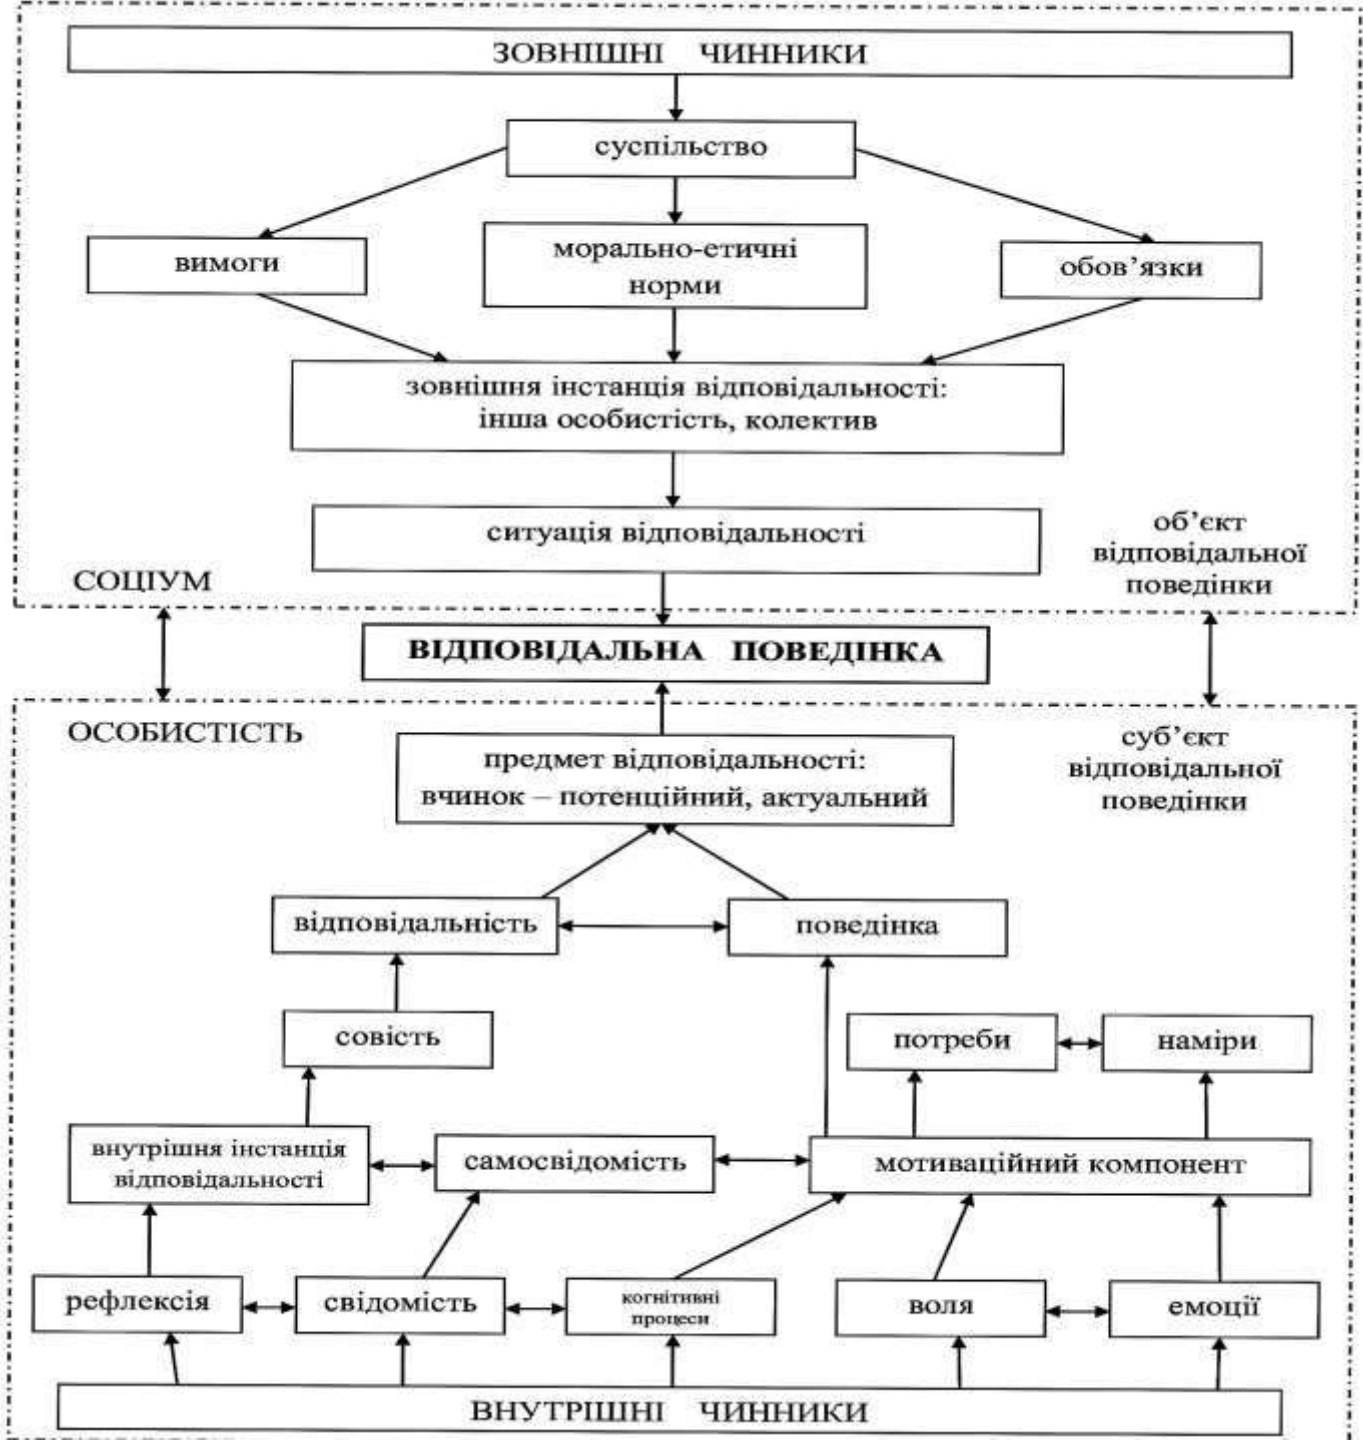 ЗОВНІШНІ ЧИННИКИ
суспільство
вимоги
морально-етичні
норми
обов’язки
зовнішня інстанція відповідальності:
інша особистість, колектив
ситуація відповідальності
об’єкт
відповідальної
поведінки
СОЦІУМ
ВІДПОВІДАЛЬНА ПОВЕДІНКА
ОСОБИСТІСТЬ
суб’єкт
відповідальної
поведінки
предмет відповідальності:
вчинок – потенційний, актуальний
відповідальність
поведінка
совість
потреби
наміри
внутрішня інстанція
відповідальності
самосвідомість
мотиваційний компонент
рефлексія
свідомість
когнітивні
процеси
воля
емоції
ВНУТРІШНІ ЧИННИКИ